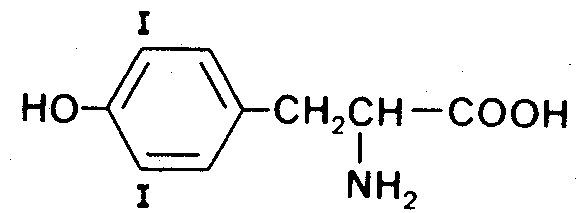 I
HO CH₂CH COOH
NH₂
I